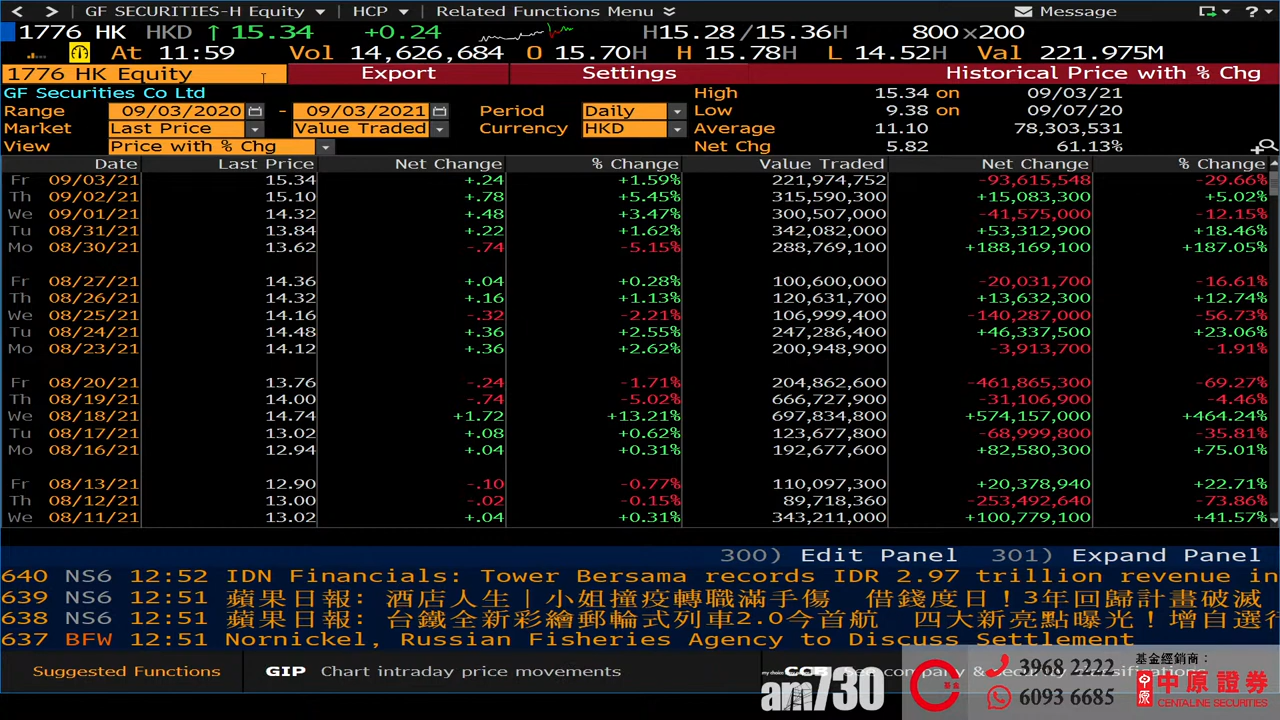 GF SECURITIES-H Equity HCP Related Functions Menu Message ?
1776 HK HKD ↑ 15.34 +0.24 H15.28/15.36H 800×200
At 11:59 Vol 14,626,684 O 15.70H H 15.78H L 14.52H Val 221.975M
1776 HK Equity Export Settings Historical Price with % Chg
GF Securities Co Ltd High 15.34 on 09/03/21
Range 09/03/2020 - 09/03/2021 Period Daily Low 9.38 on 09/07/20
Market Last Price Value Traded Currency HKD Average 11.10 78,303,531
View Price with % Chg Net Chg 5.82 61.13%
Date Last Price Net Change % Change Value Traded Net Change % Change
Fr 09/03/21 15.34 +.24 +1.59% 221,974,752 -93,615,548 -29.66%
Th 09/02/21 15.10 +.78 +5.45% 315,590,300 +15,083,300 +5.02%
We 09/01/21 14.32 +.48 +3.47% 300,507,000 -41,575,000 -12.15%
Tu 08/31/21 13.84 +.22 +1.62% 342,082,000 +53,312,900 +18.46%
Mo 08/30/21 13.62 -.74 -5.15% 288,769,100 +188,169,100 +187.05%
Fr 08/27/21 14.36 +.04 +0.28% 100,600,000 -20,031,700 -16.61%
Th 08/26/21 14.32 +.16 +1.13% 120,631,700 +13,632,300 +12.74%
We 08/25/21 14.16 -.32 -2.21% 106,999,400 -140,287,000 -56.73%
Tu 08/24/21 14.48 +.36 +2.55% 247,286,400 +46,337,500 +23.06%
Mo 08/23/21 14.12 +.36 +2.62% 200,948,900 -3,913,700 -1.91%
Fr 08/20/21 13.76 -.24 -1.71% 204,862,600 -461,865,300 -69.27%
Th 08/19/21 14.00 -.74 -5.02% 666,727,900 -31,106,900 -4.46%
We 08/18/21 14.74 +1.72 +13.21% 697,834,800 +574,157,000 +464.24%
Tu 08/17/21 13.02 +.08 +0.62% 123,677,800 -68,999,800 -35.81%
Mo 08/16/21 12.94 +.04 +0.31% 192,677,600 +82,580,300 +75.01%
Fr 08/13/21 12.90 -.10 -0.77% 110,097,300 +20,378,940 +22.71%
Th 08/12/21 13.00 -.02 -0.15% 89,718,360 -253,492,640 -73.86%
We 08/11/21 13.02 +.04 +0.31% 343,211,000 +100,779,100 +41.57%
300) Edit Panel 301) Expand Panel
640 NS6 12:52 IDN Financials: Tower Bersama records IDR 2.97 trillion revenue in
639 NS6 12:51 蘋果日報: 酒店人生｜小姐撞疫轉職滿手傷 借錢度日！3年回歸計畫破滅
638 NS6 12:51 蘋果日報: 台鐵全新彩繪郵輪式列車2.0今首航 四大新亮點曝光！增自選行
637 BFW 12:51 Nornickel, Russian Fisheries Agency to Discuss Settlement
Suggested Functions GIP Chart intraday price movements
am730
基金
3968 2222
6093 6685
基金經銷商：
中原證券
CENTALINE SECURITIES